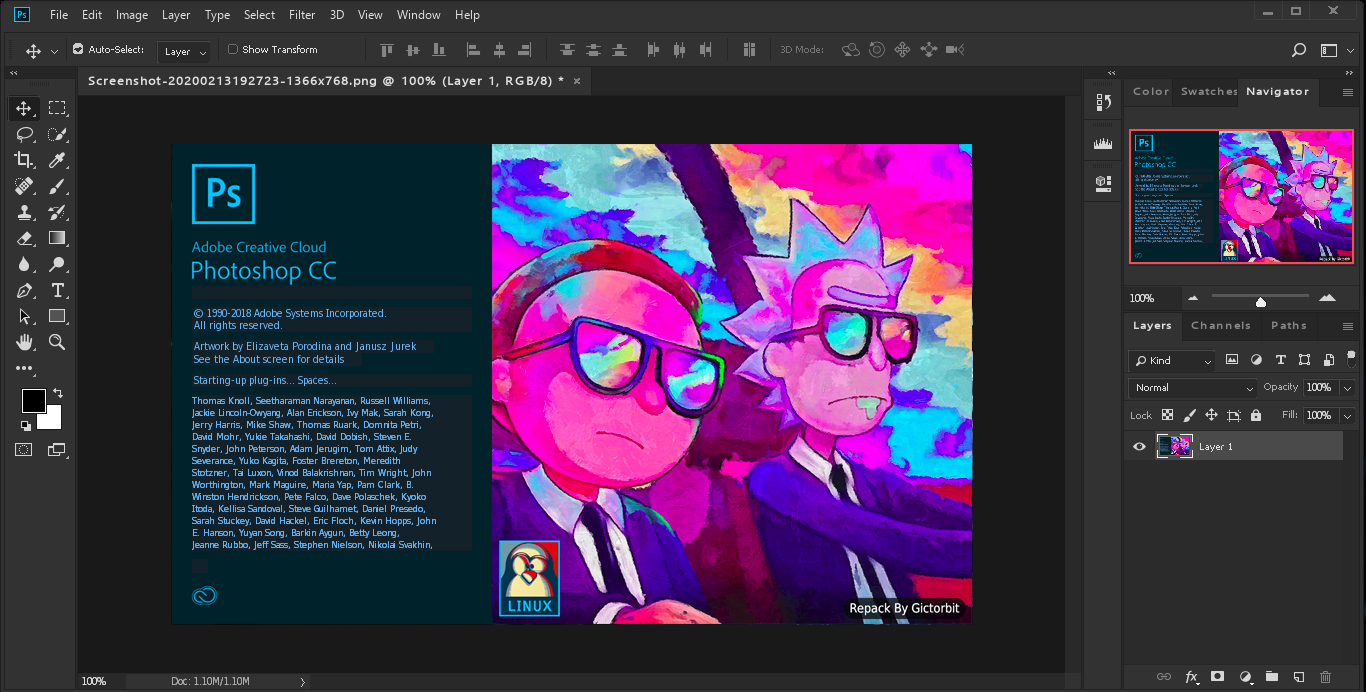 Ps File Edit Image Layer Type Select Filter 3D View Window Help
Auto-Select: Layer Show Transform 3D Mode:
Screenshot-20200213192723-1366x768.png @ 100% (Layer 1, RGB/8) *
Color Swatches Navigator
Ps
Adobe Creative Cloud
Photoshop CC
© 1990-2018 Adobe Systems Incorporated.
All rights reserved.
Artwork by Elizaveta Porodina and Janusz Jurek
See the About screen for details
Starting-up plug-ins... Spaces...
Thomas Knoll, Seetharaman Narayanan, Russell Williams,
Jackie Lincoln-Owyang, Alan Erickson, Ivy Mak, Sarah Kong,
Jerry Harris, Mike Shaw, Thomas Ruark, Domnita Petri,
David Mohr, Yukie Takahashi, David Dobish, Steven E.
Snyder, John Peterson, Adam Jerugim, Tom Attix, Judy
Severance, Yuko Kagita, Foster Brereton, Meredith
Stotzner, Tai Luxon, Vinod Balakrishnan, Tim Wright, John
Worthington, Mark Maguire, Maria Yap, Pam Clark, B.
Winston Hendrickson, Pete Falco, Dave Polaschek, Kyoko
Itoda, Kellisa Sandoval, Steve Guilhamet, Daniel Presedo,
Sarah Stuckey, David Hackel, Eric Floch, Kevin Hopps, John
E. Hanson, Yuyan Song, Barkin Aygun, Betty Leong,
Jeanne Rubbo, Jeff Sass, Stephen Nielson, Nikolai Svakhin,
LINUX
Repack By Gictorbit
100%
Layers Channels Paths
Kind
Normal Opacity: 100%
Lock: Fill: 100%
Layer 1
fx
100% Doc: 1.10M/1.10M